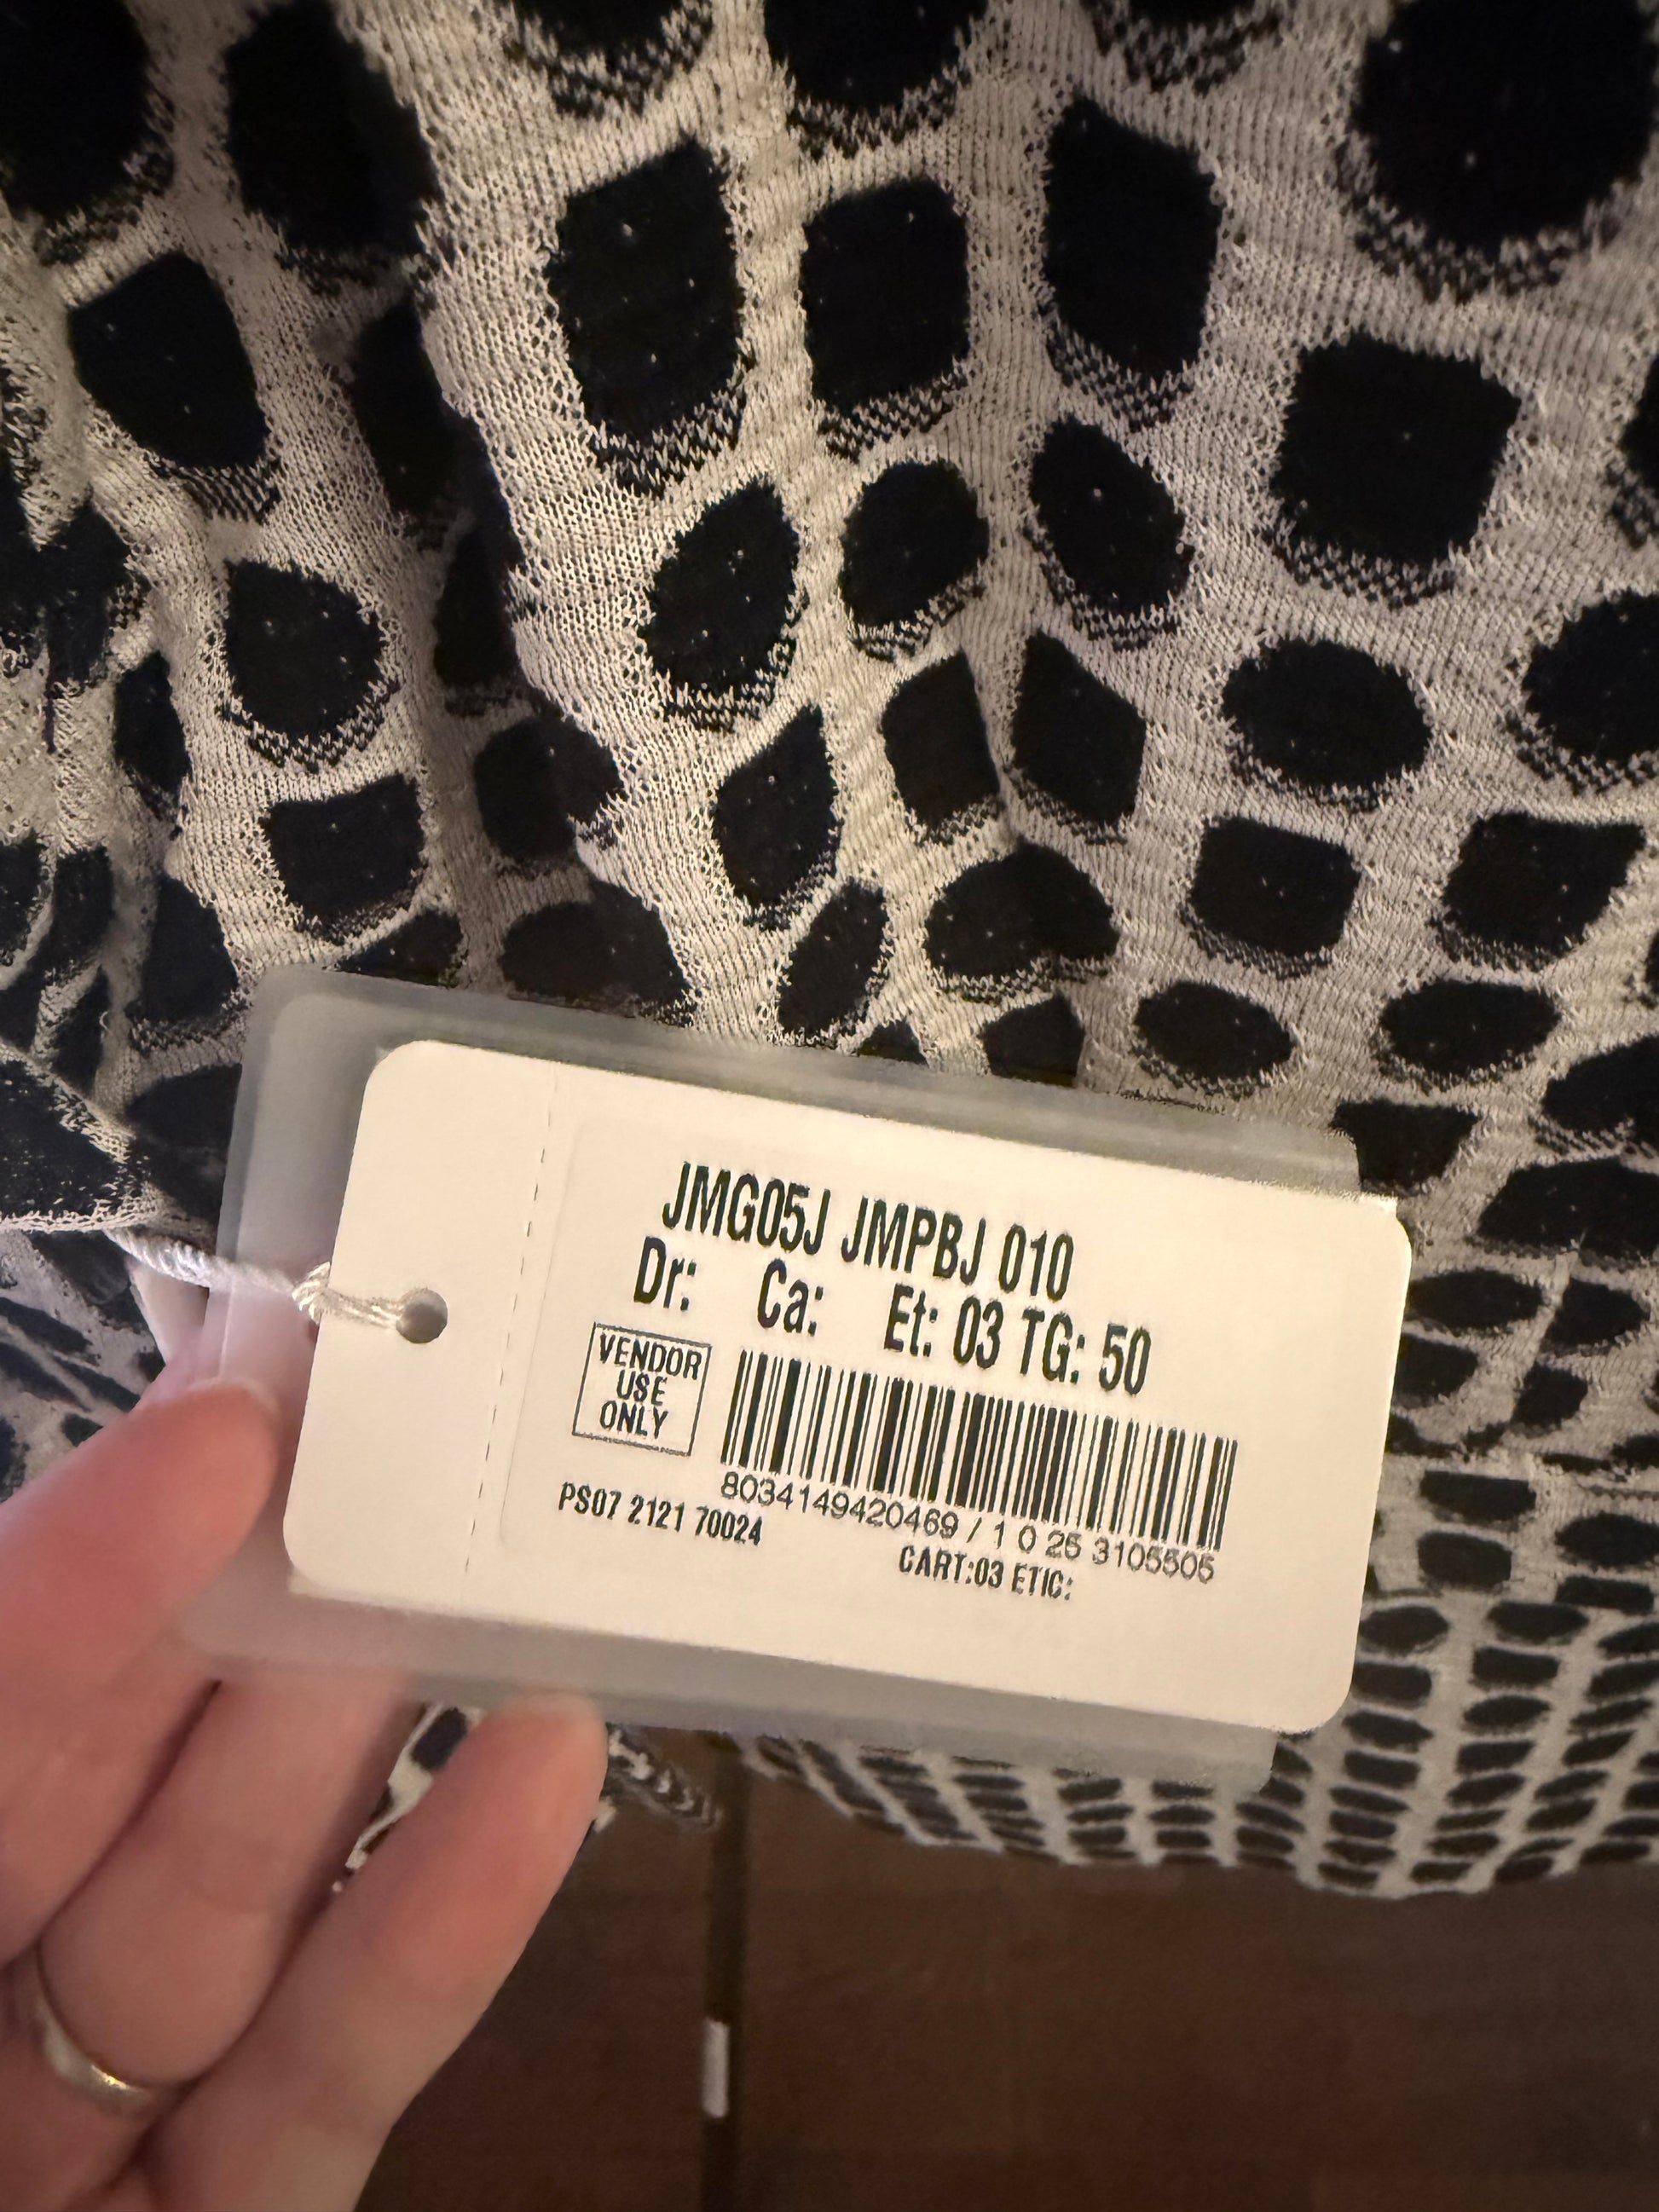 JMG05J JMPBJ 010
Dr: Ca: Et: 03 TG: 50
VENDOR
USE
ONLY
8034149420469 / 1 0 25 3105505
PS07 2121 70024
CART:03 ETIC: